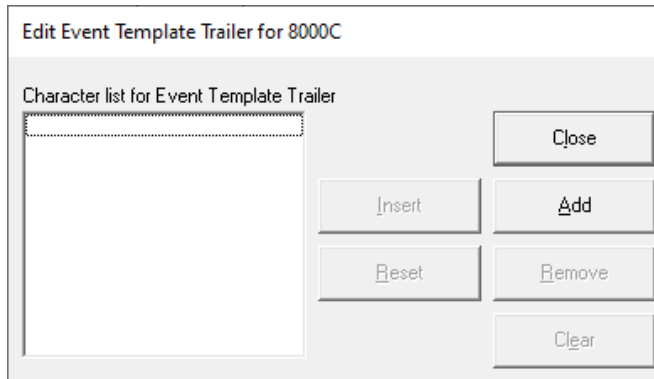 Edit Event Template Trailer for 8000C
Character list for Event Template Trailer
Close
Insert
Add
Reset
Remove
Clear